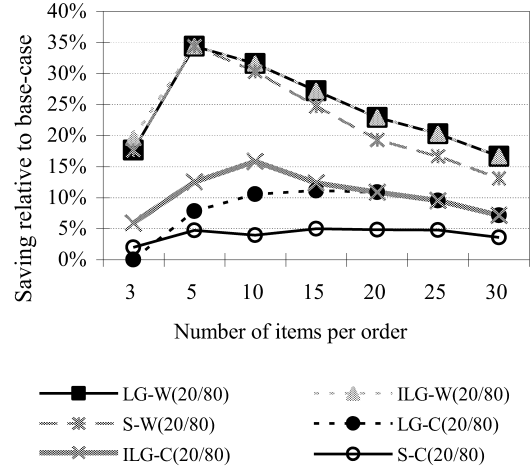 40%
35%
30%
25%
20%
15%
10%
5%
0%
Saving relative to base-case
3 5 10 15 20 25 30
Number of items per order
LG-W(20/80) ILG-W(20/80)
S-W(20/80) LG-C(20/80)
ILG-C(20/80) S-C(20/80)